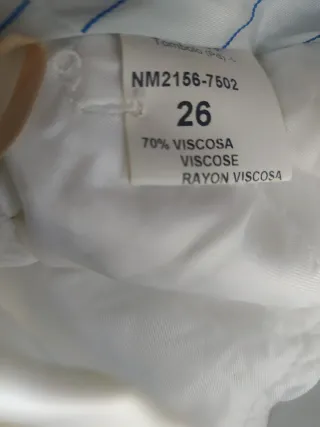 NM2156-7502
26
70% VISCOSA
VISCOSE
RAYON VISCOSA